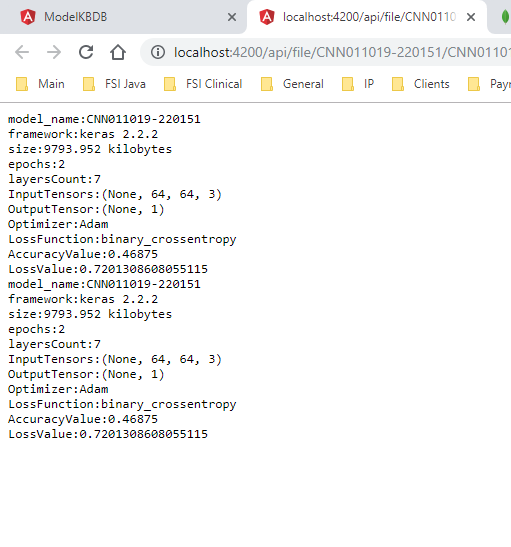 ModelKBDB
localhost:4200/api/file/CNN0110
localhost:4200/api/file/CNN011019-220151/CNN01101
Main
FSI Java
FSI Clinical
General
IP
Clients
Payr
model_name:CNN011019-220151
framework:keras 2.2.2
size:9793.952 kilobytes
epochs:2
layersCount:7
InputTensors:(None, 64, 64, 3)
OutputTensor:(None, 1)
Optimizer:Adam
LossFunction:binary_crossentropy
AccuracyValue:0.46875
LossValue:0.7201308608055115
model_name:CNN011019-220151
framework:keras 2.2.2
size:9793.952 kilobytes
epochs:2
layersCount:7
InputTensors:(None, 64, 64, 3)
OutputTensor:(None, 1)
Optimizer:Adam
LossFunction:binary_crossentropy
AccuracyValue:0.46875
LossValue:0.7201308608055115